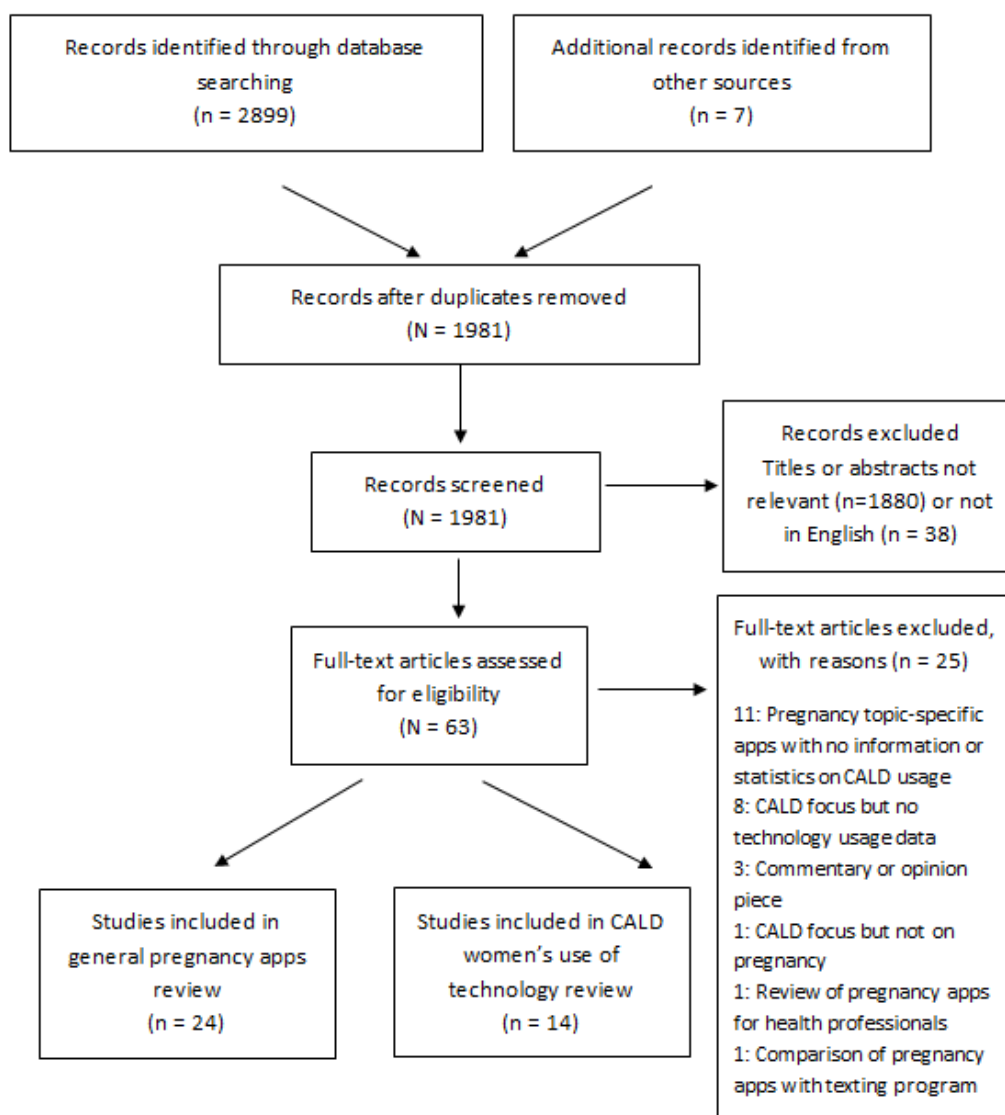 Records identified through database
searching
(n = 2899)
Additional records identified from
other sources
(n = 7)
Records after duplicates removed
(N = 1981)
Records screened
(N = 1981)
Records excluded
Titles or abstracts not
relevant (n=1880) or not
in English (n = 38)
Full-text articles assessed
for eligibility
(N = 63)
Full-text articles excluded,
with reasons (n = 25)
11: Pregnancy topic-specific
apps with no information or
statistics on CALD usage
8: CALD focus but no
technology usage data
3: Commentary or opinion
piece
1: CALD focus but not on
pregnancy
1: Review of pregnancy apps
for health professionals
1: Comparison of pregnancy
apps with texting program
Studies included in
general pregnancy apps
review
(n = 24)
Studies included in CALD
women's use of
technology review
(n = 14)